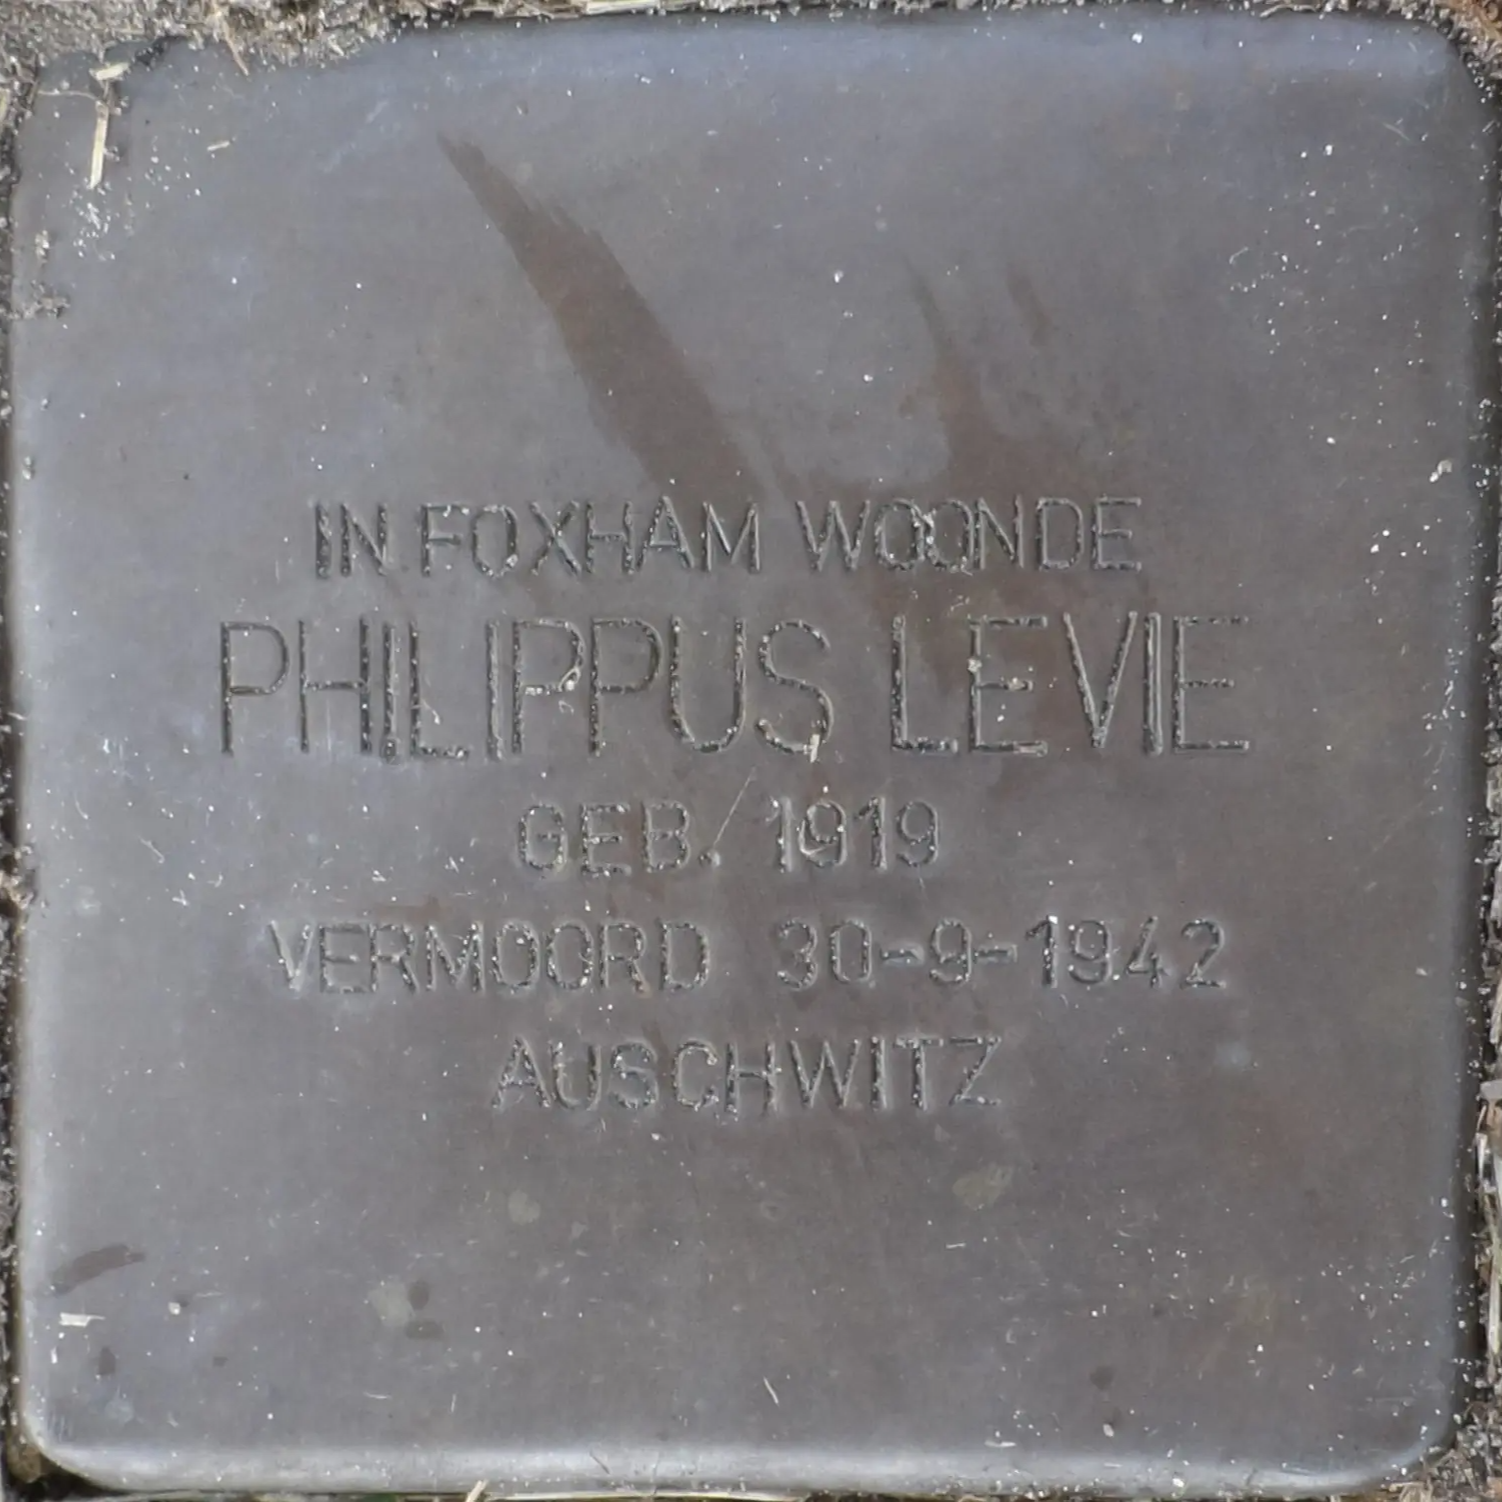 IN FOXHAM WOONDE
PHILIPPUS LEVIE
GEB. 1919
VERMOORD 30-9-1942
AUSCHWITZ